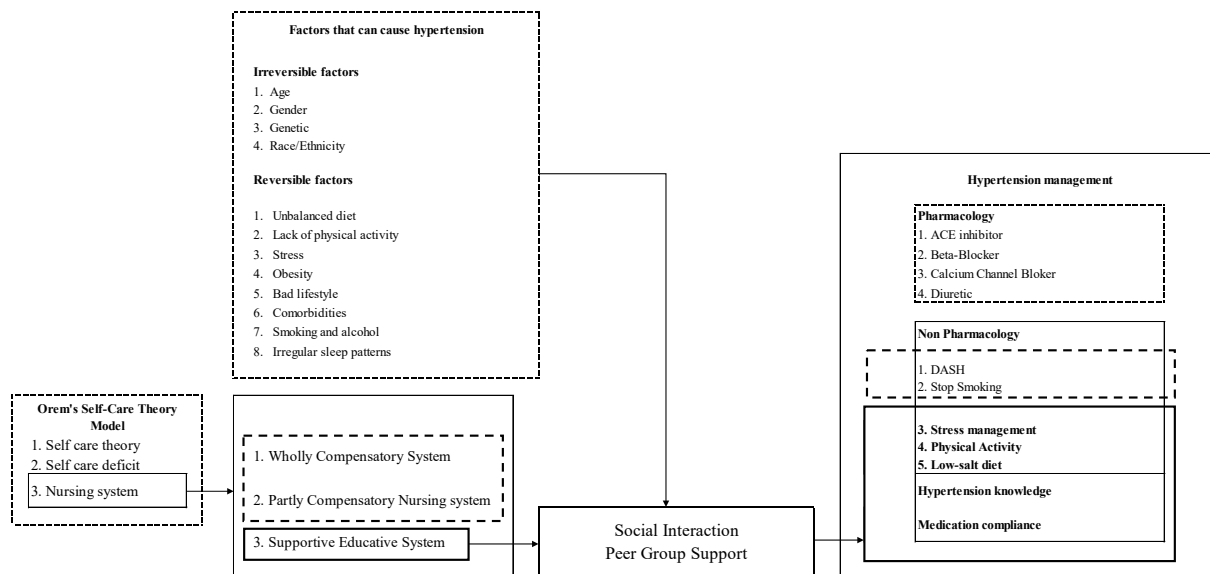 Factors that can cause hypertension
Irreversible factors
1. Age
2. Gender
3. Genetic
4. Race/Ethnicity
Reversible factors
1. Unbalanced diet
2. Lack of physical activity
3. Stress
4. Obesity
5. Bad lifestyle
6. Comorbidities
7. Smoking and alcohol
8. Irregular sleep patterns
Orem's Self-Care Theory
Model
1. Self care theory
2. Self care deficit
3. Nursing system
1. Wholly Compensatory System
2. Partly Compensatory Nursing system
3. Supportive Educative System
Social Interaction
Peer Group Support
Hypertension management
Pharmacology
1. ACE inhibitor
2. Beta-Blocker
3. Calcium Channel Bloker
4. Diuretic
Non Pharmacology
1. DASH
2. Stop Smoking
3. Stress management
4. Physical Activity
5. Low-salt diet
Hypertension knowledge
Medication compliance